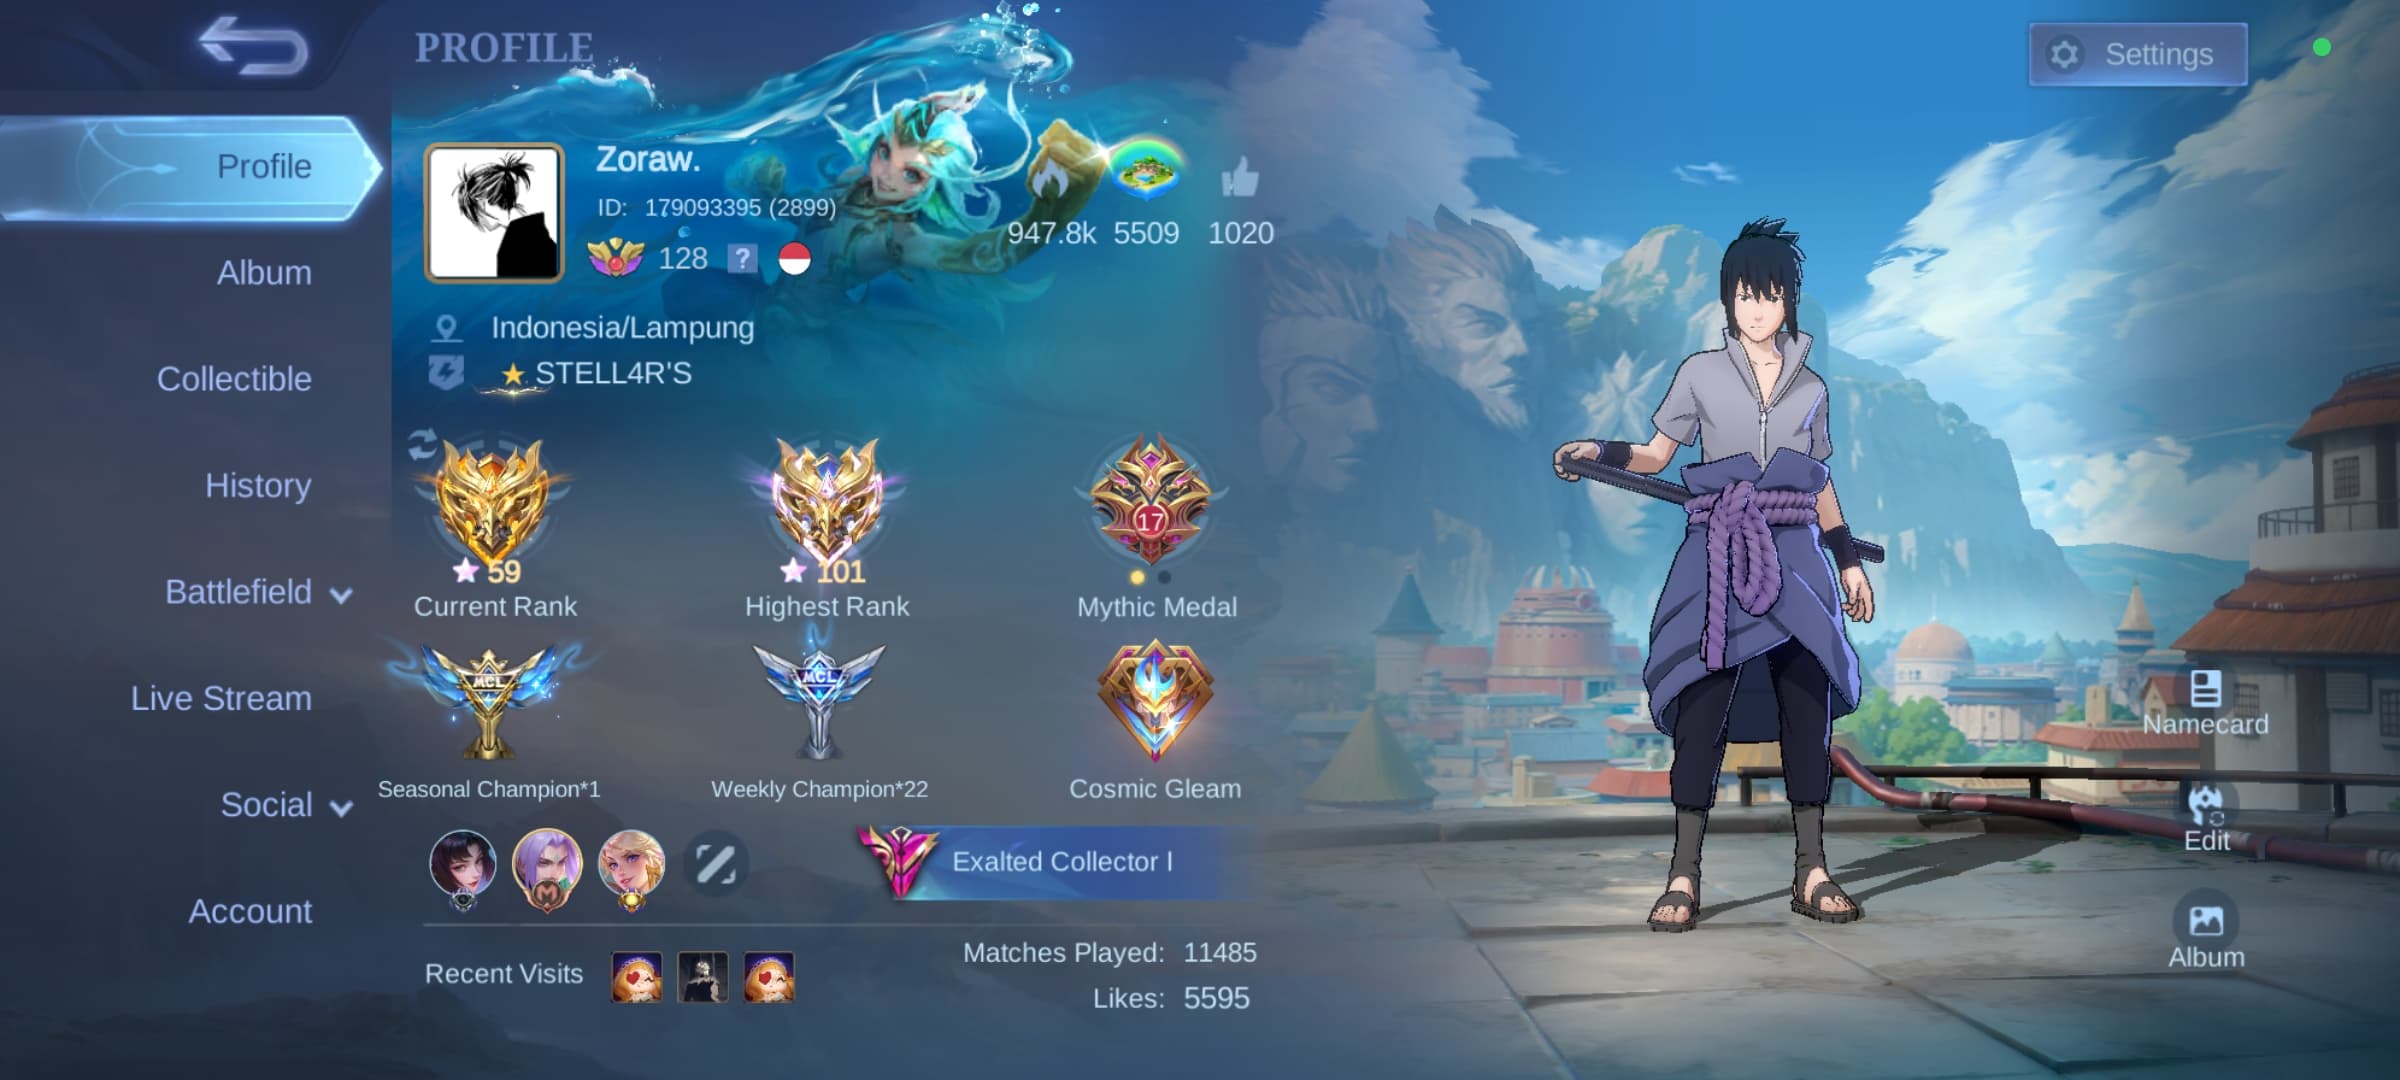 PROFILE
Settings
Profile
Album
Collectible
History
Battlefield
Live Stream
Social
Account
Zoraw.
ID: 179093395 (2899)
128 ?
947.8k 5509 1020
Indonesia/Lampung
STELL4R'S
59
Current Rank
101
Highest Rank
17
Mythic Medal
MCL
Seasonal Champion*1
MCL
Weekly Champion*22
Cosmic Gleam
M
Exalted Collector I
Recent Visits
Matches Played: 11485
Likes: 5595
Namecard
Edit
Album